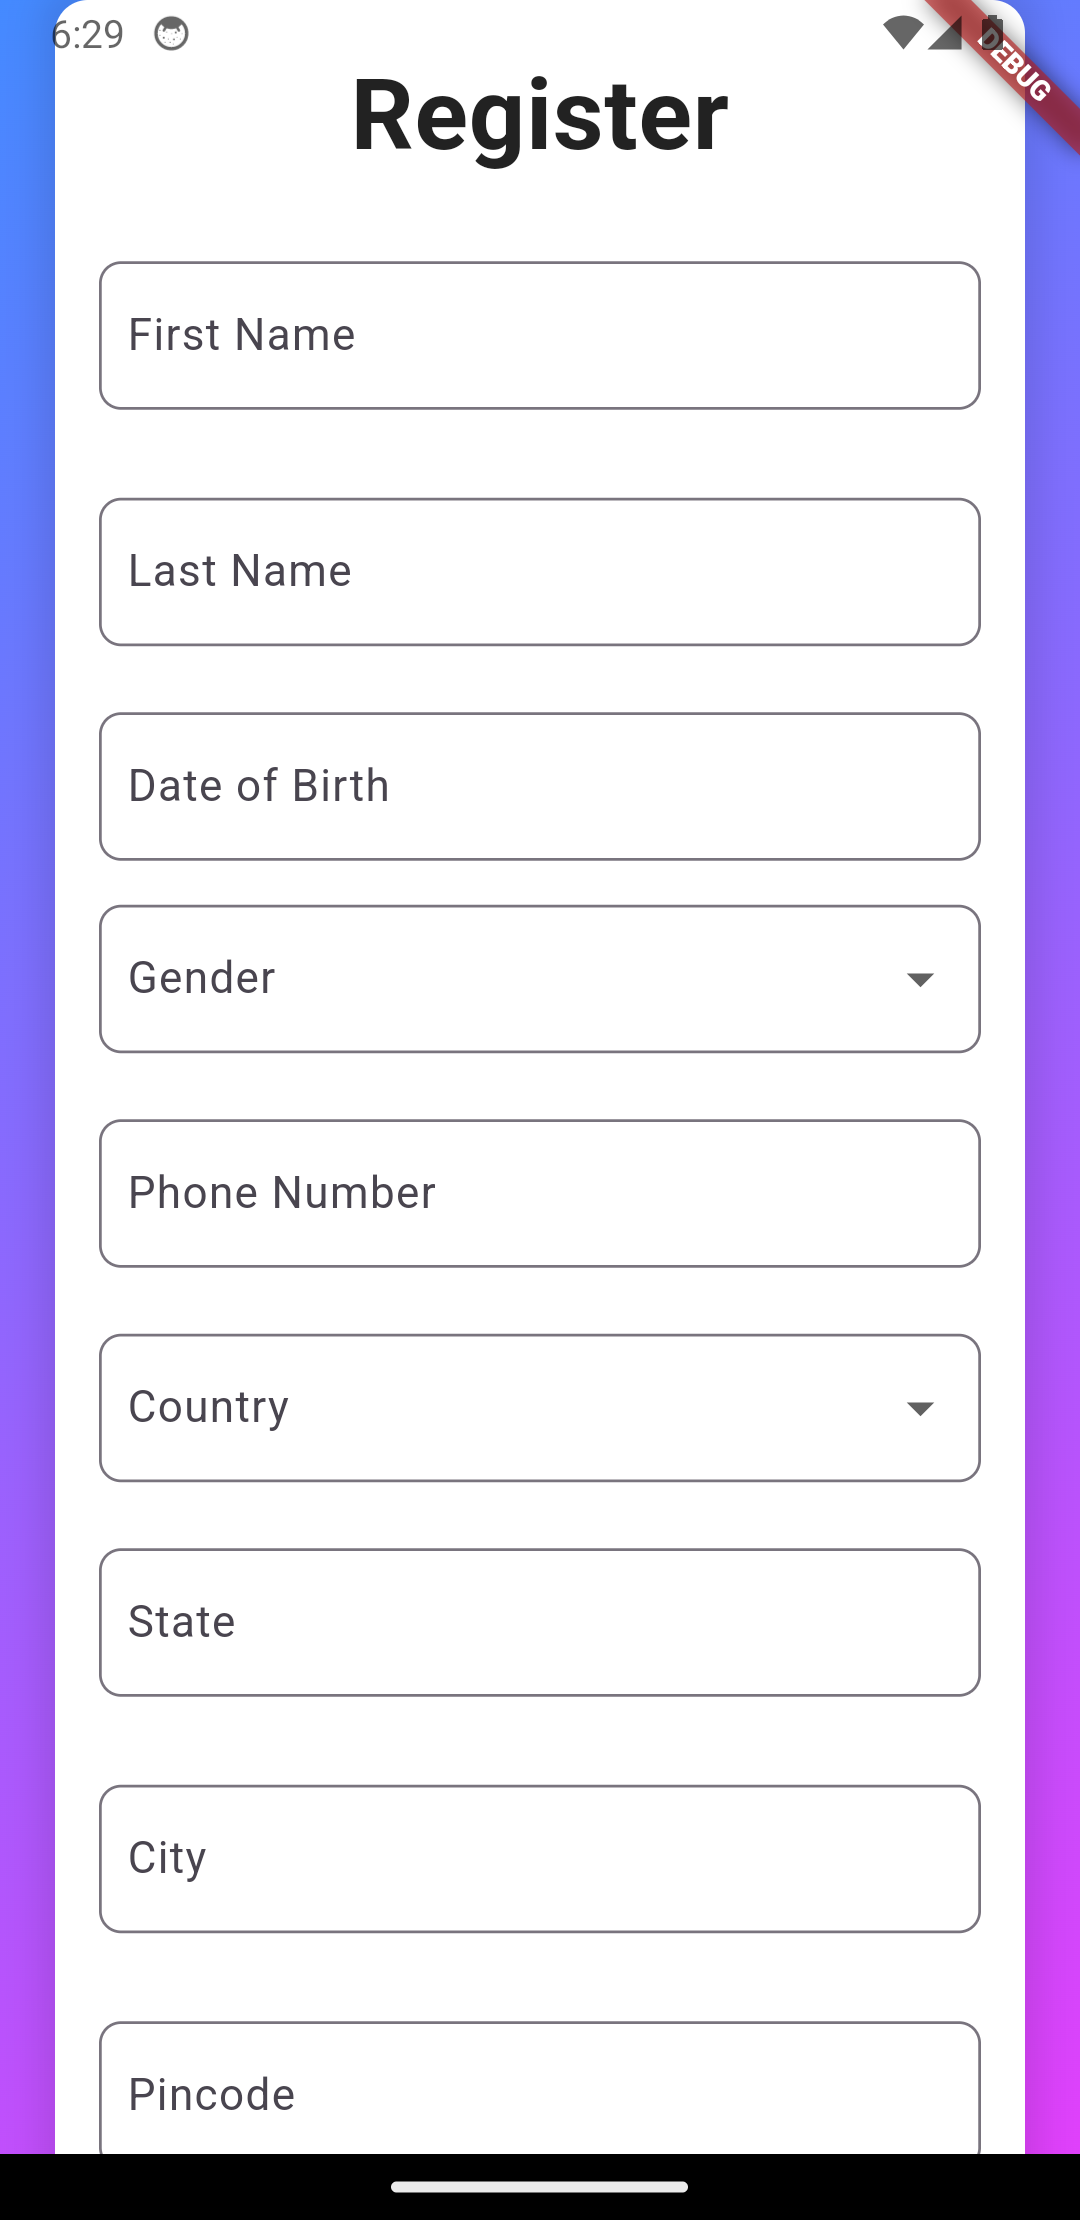 6:29
DEBUG
Register
First Name
Last Name
Date of Birth
Gender
Phone Number
Country
State
City
Pincode